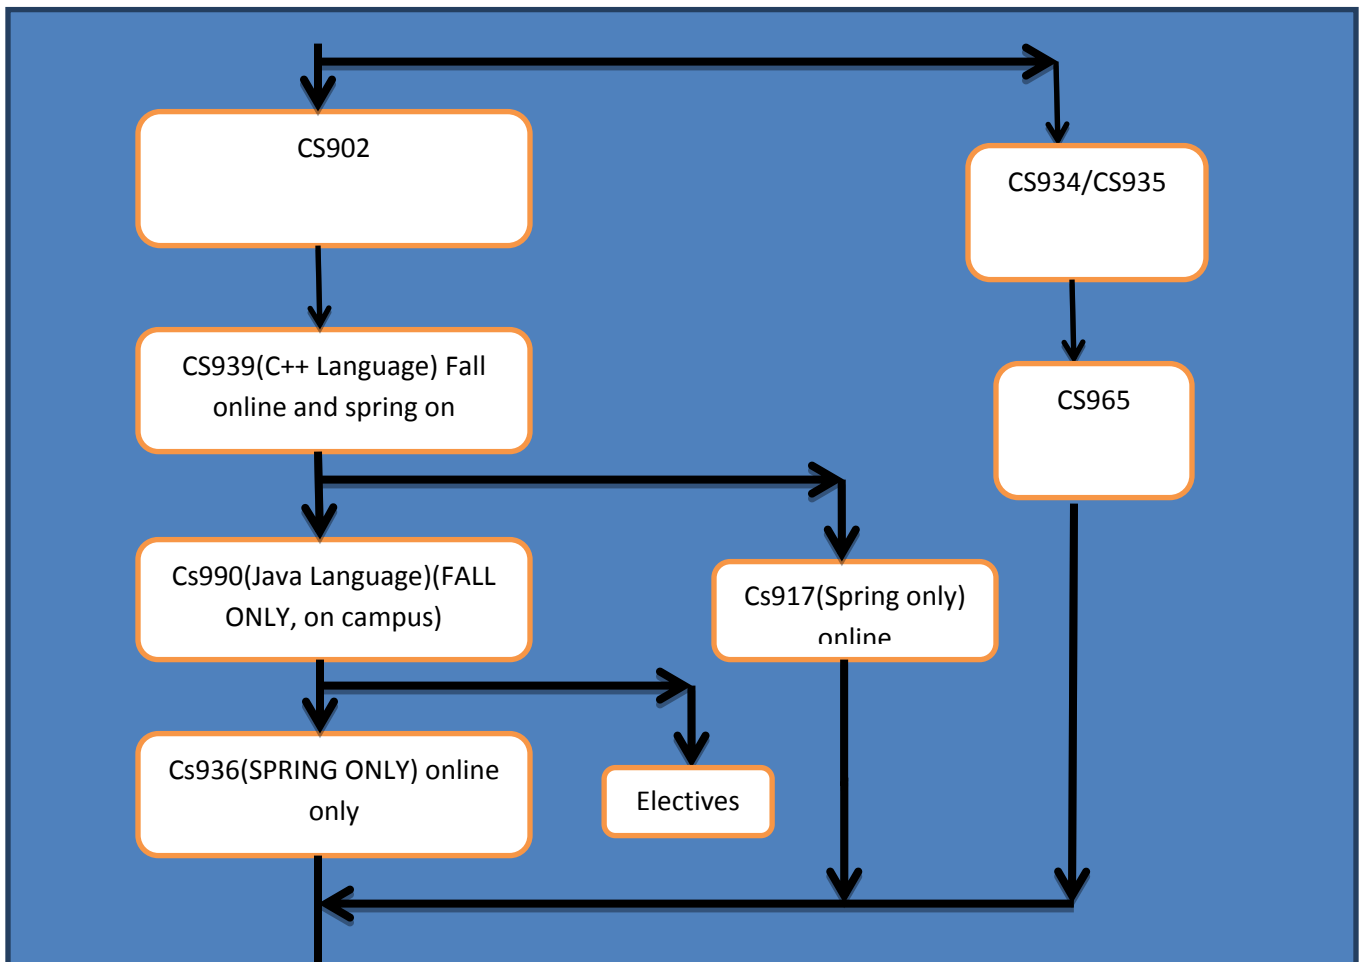 CS902
CS934/CS935
CS939(C++ Language) Fall
online and spring on
CS965
Cs990(Java Language)(FALL
ONLY, on campus)
Cs917(Spring only)
online
Cs936(SPRING ONLY) online
only
Electives